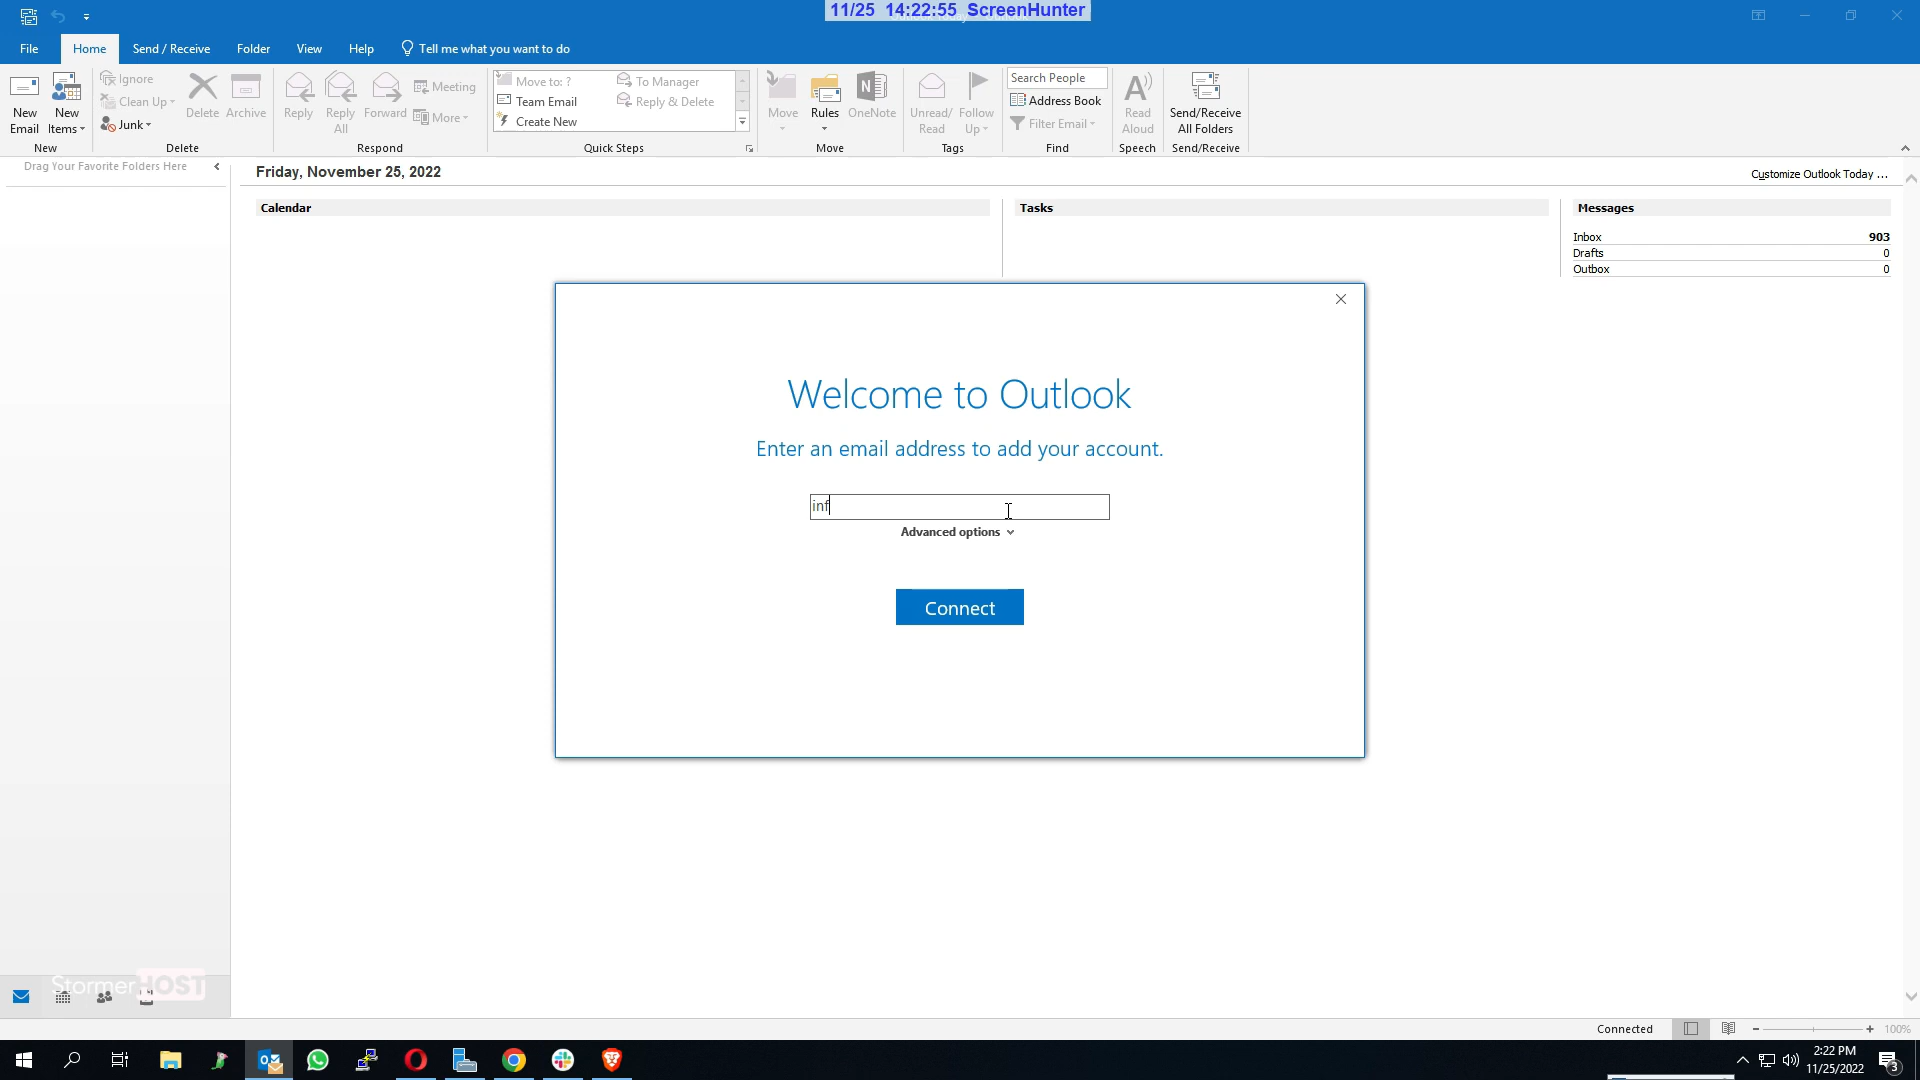 11/25 14:22:55 ScreenHunter
File Home Send / Receive Folder View Help Tell me what you want to do
New Email
New Items
Ignore
Clean Up
Junk
Delete
Archive
Reply
Reply All
Forward
Meeting
More
Move to: ?
Team Email
Create New
To Manager
Reply & Delete
Move
Rules
OneNote
Unread/ Read
Follow Up
Search People
Address Book
Filter Email
Read Aloud
Send/Receive All Folders
New Delete Respond Quick Steps Move Tags Find Speech Send/Receive
Drag Your Favorite Folders Here
Friday, November 25, 2022
Customize Outlook Today ...
Calendar Tasks Messages
Inbox 903
Drafts 0
Outbox 0
Welcome to Outlook
Enter an email address to add your account.
inf
Advanced options
Connect
StormerHOST
Connected
100%
2:22 PM
11/25/2022
3